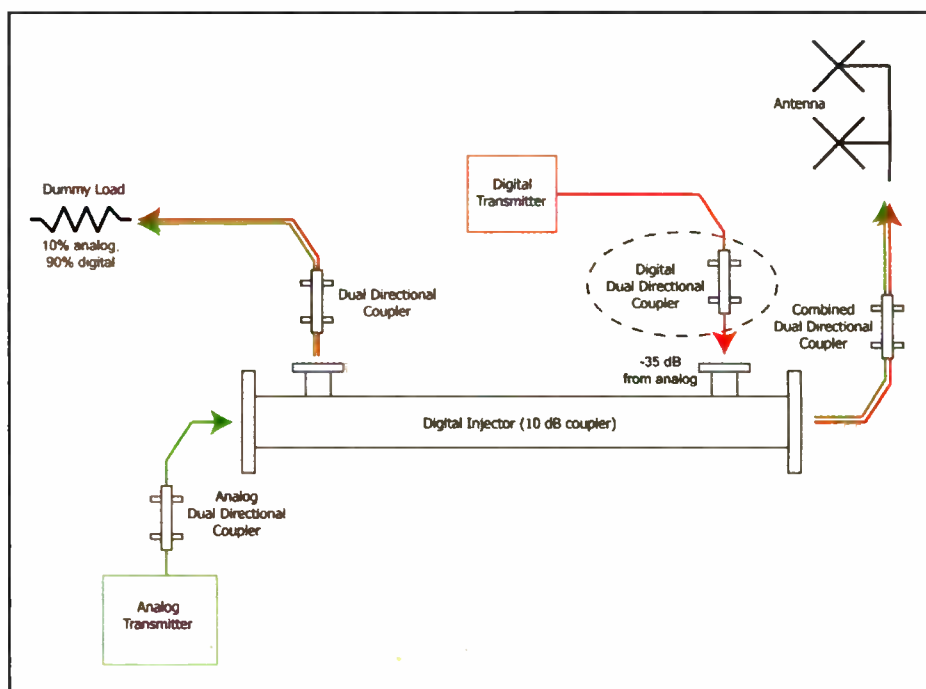 Antenna
Dummy Load
10% analog,
90% digital
Digital
Transmitter
Dual Directional
Coupler
Digital
Dual Directional
Coupler
Combined
Dual Directional
Coupler
-35 dB
from analog
Digital Injector (10 dB coupler)
Analog
Dual Directional
Coupler
Analog
Transmitter